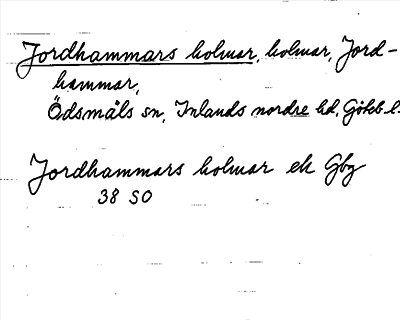 Jordhammars holmar, holmar, Jord-
hammar,
Ödsmåls sn, Inlands nordre hd, Göteb. l.
Jordhammars holmar ek Gbg
38 SO